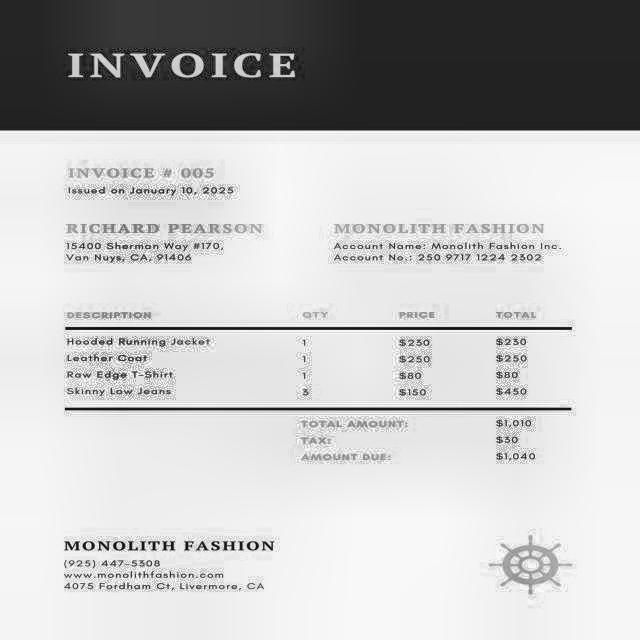 INVOICE
INVOICE # 005
Issued on January 10, 2025
RICHARD PEARSON
15400 Sherman Way #170,
Van Nuys, CA, 91406
MONOLITH FASHION
Account Name: Monolith Fashion Inc.
Account No.: 250 9717 1224 2302
DESCRIPTION QTY PRICE TOTAL
Hooded Running Jacket 1 $230 $230
Leather Coat 1 $250 $250
Raw Edge T-Shirt 1 $80 $80
Skinny Low Jeans 3 $150 $450
TOTAL AMOUNT: $1,010
TAX: $30
AMOUNT DUE: $1,040
MONOLITH FASHION
(925) 447-5308
www.monolithfashion.com
4075 Fordham Ct, Livermore, CA